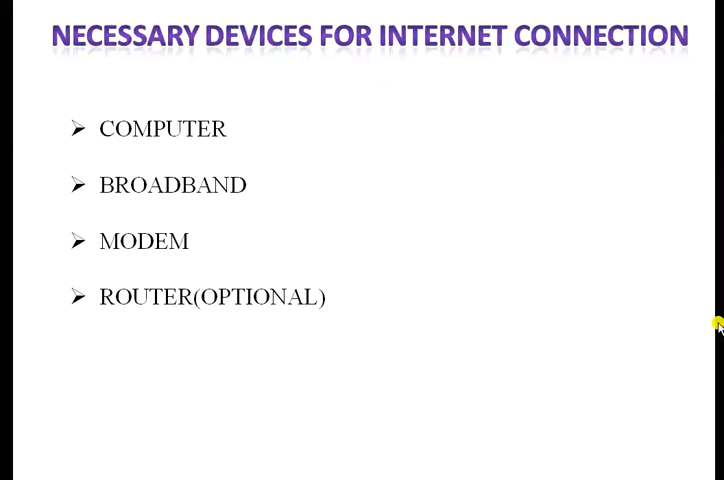 NECESSARY DEVICES FOR INTERNET CONNECTION
➢ COMPUTER
➢ BROADBAND
➢ MODEM
➢ ROUTER(OPTIONAL)